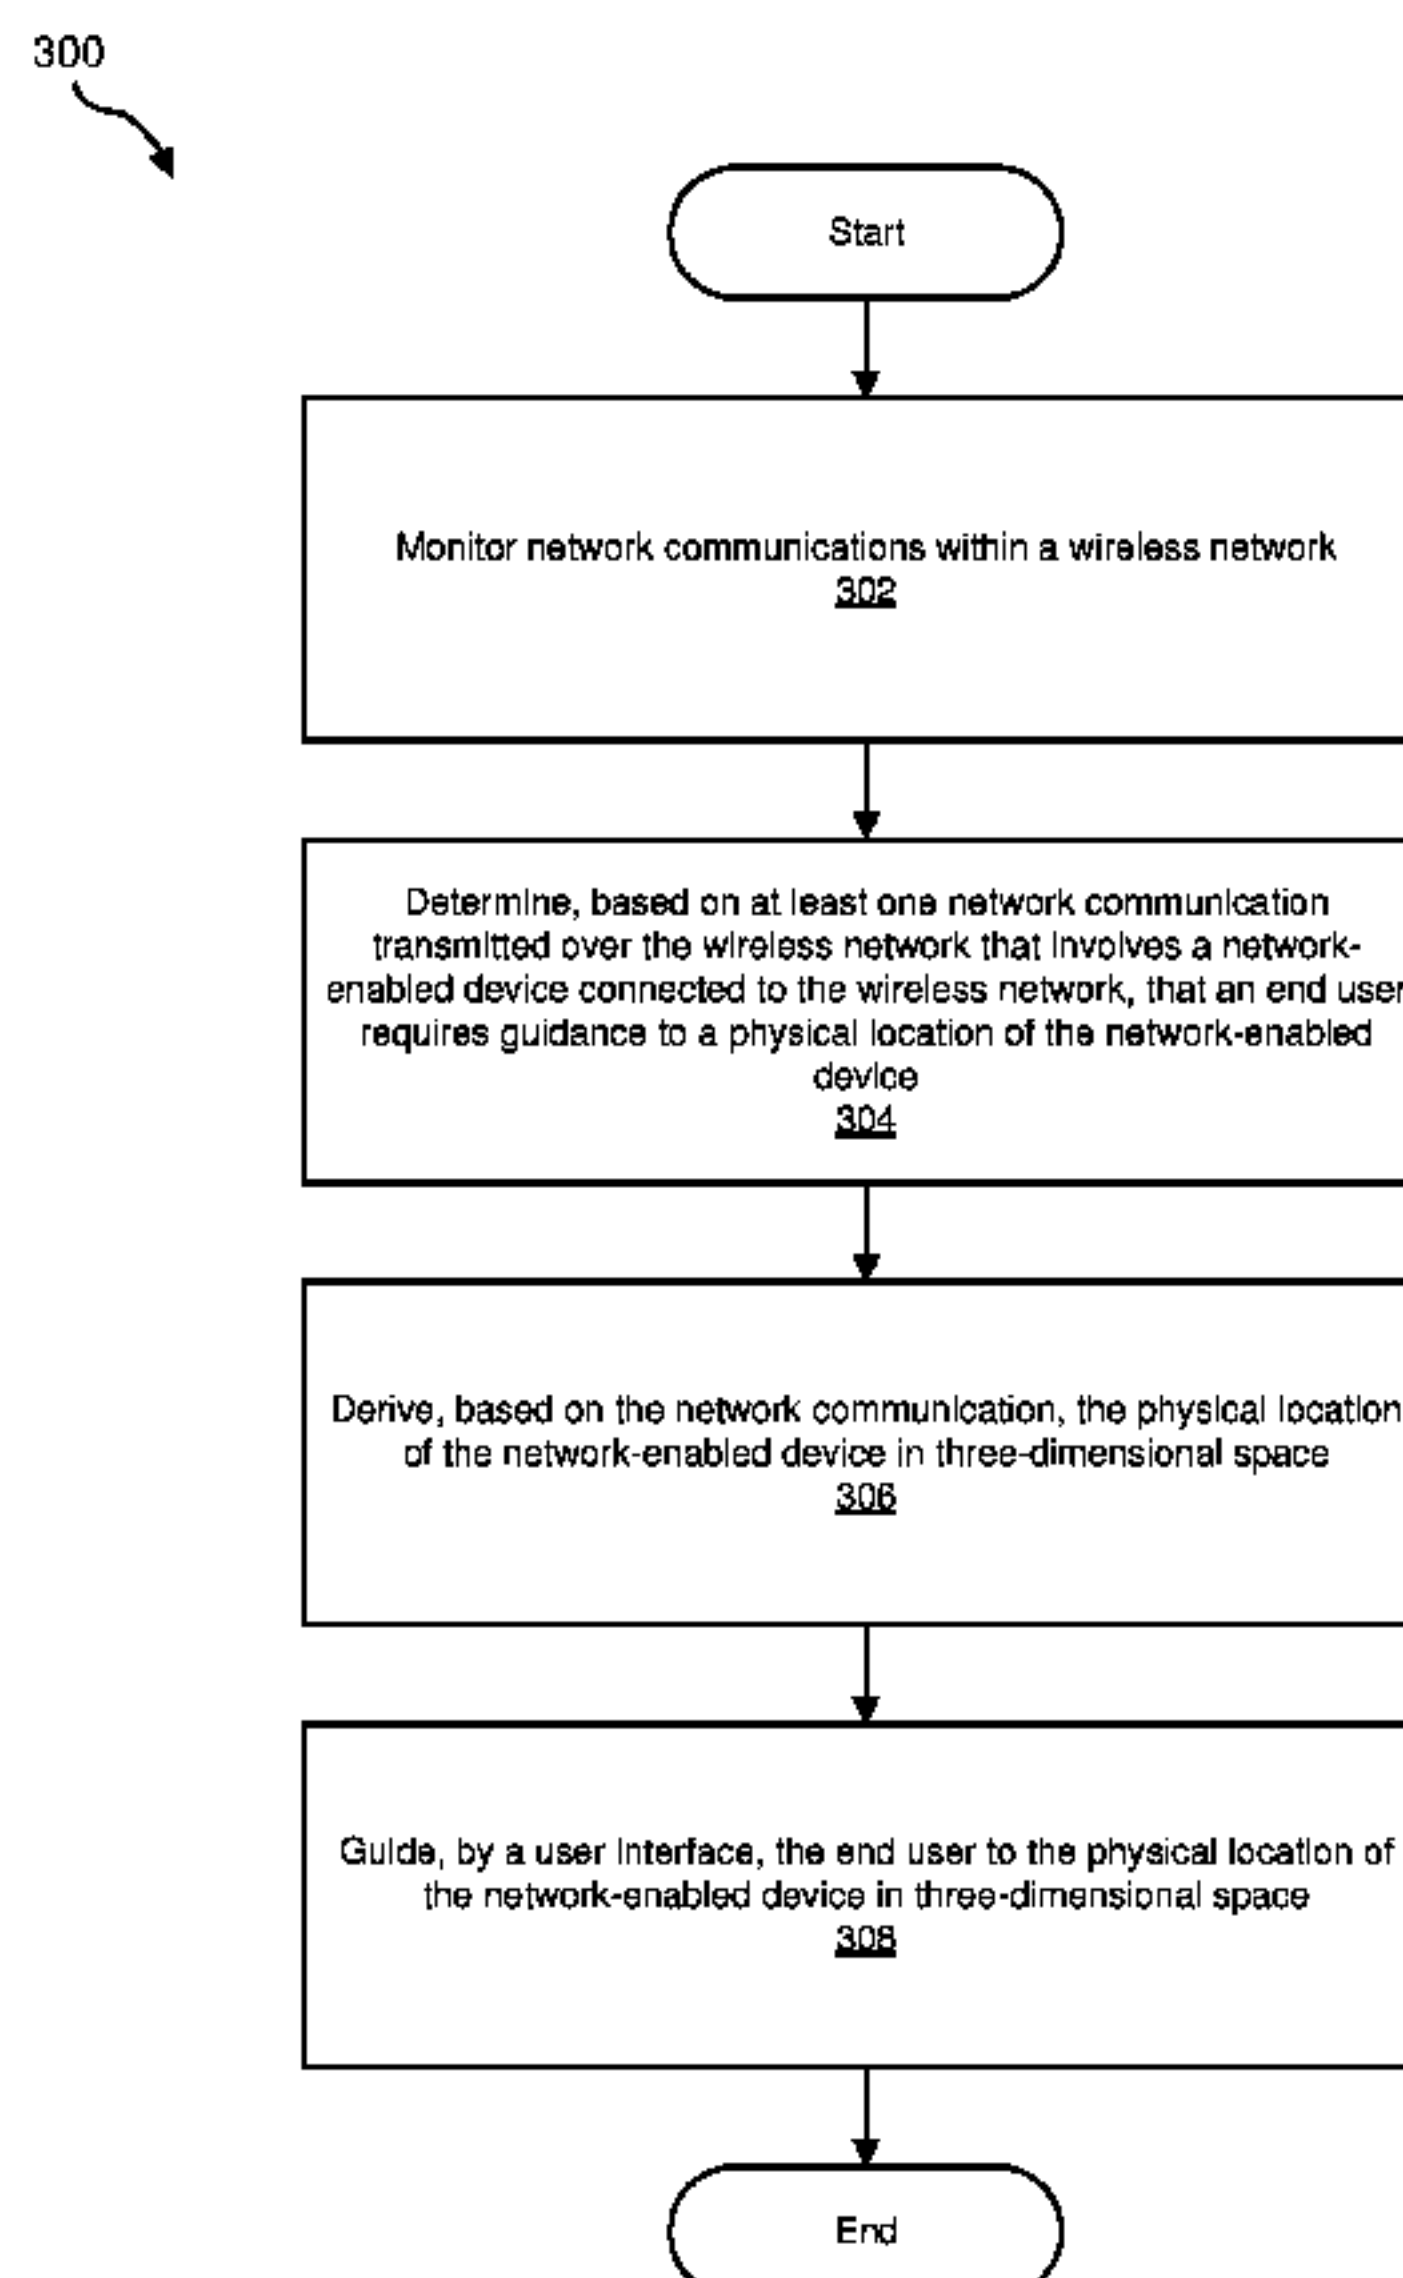 300
Start
Monitor network communications within a wireless network
302
Determine, based on at least one network communication
transmitted over the wireless network that involves a network-
enabled device connected to the wireless network, that an end user
requires guidance to a physical location of the network-enabled
device
304
Derive, based on the network communication, the physical location
of the network-enabled device in three-dimensional space
306
Guide, by a user interface, the end user to the physical location of
the network-enabled device in three-dimensional space
308
End